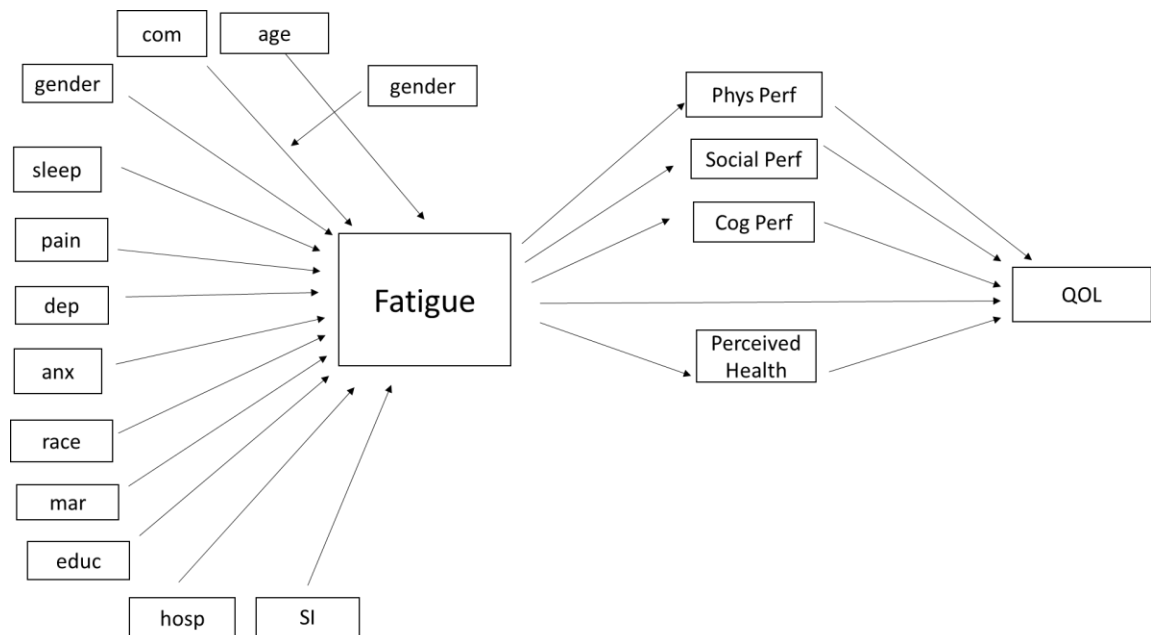 com
age
gender
gender
sleep
pain
dep
anx
race
mar
educ
hosp
SI
Fatigue
Phys Perf
Social Perf
Cog Perf
Perceived
Health
QOL